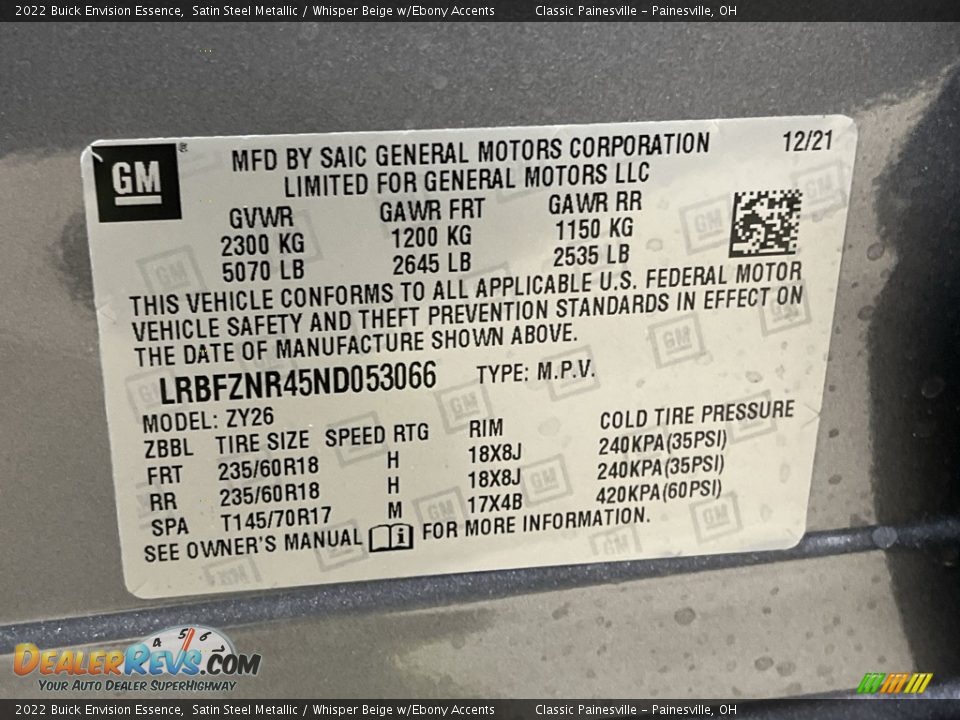 2022 Buick Envision Essence, Satin Steel Metallic / Whisper Beige w/Ebony Accents Classic Painesville - Painesville, OH
GM® MFD BY SAIC GENERAL MOTORS CORPORATION 12/21
LIMITED FOR GENERAL MOTORS LLC
GVWR GAWR FRT GAWR RR
2300 KG 1200 KG 1150 KG
5070 LB 2645 LB 2535 LB
THIS VEHICLE CONFORMS TO ALL APPLICABLE U.S. FEDERAL MOTOR
VEHICLE SAFETY AND THEFT PREVENTION STANDARDS IN EFFECT ON
THE DATE OF MANUFACTURE SHOWN ABOVE.
LRBFZNR45ND053066 TYPE: M.P.V.
MODEL: ZY26
ZBBL TIRE SIZE SPEED RTG RIM COLD TIRE PRESSURE
FRT 235/60R18 H 18X8J 240KPA(35PSI)
RR 235/60R18 H 18X8J 240KPA(35PSI)
SPA T145/70R17 M 17X4B 420KPA(60PSI)
SEE OWNER'S MANUAL FOR MORE INFORMATION.
4 5 6
DEALERREVS.COM
YOUR AUTO DEALER SUPERHIGHWAY
2022 Buick Envision Essence, Satin Steel Metallic / Whisper Beige w/Ebony Accents Classic Painesville - Painesville, OH